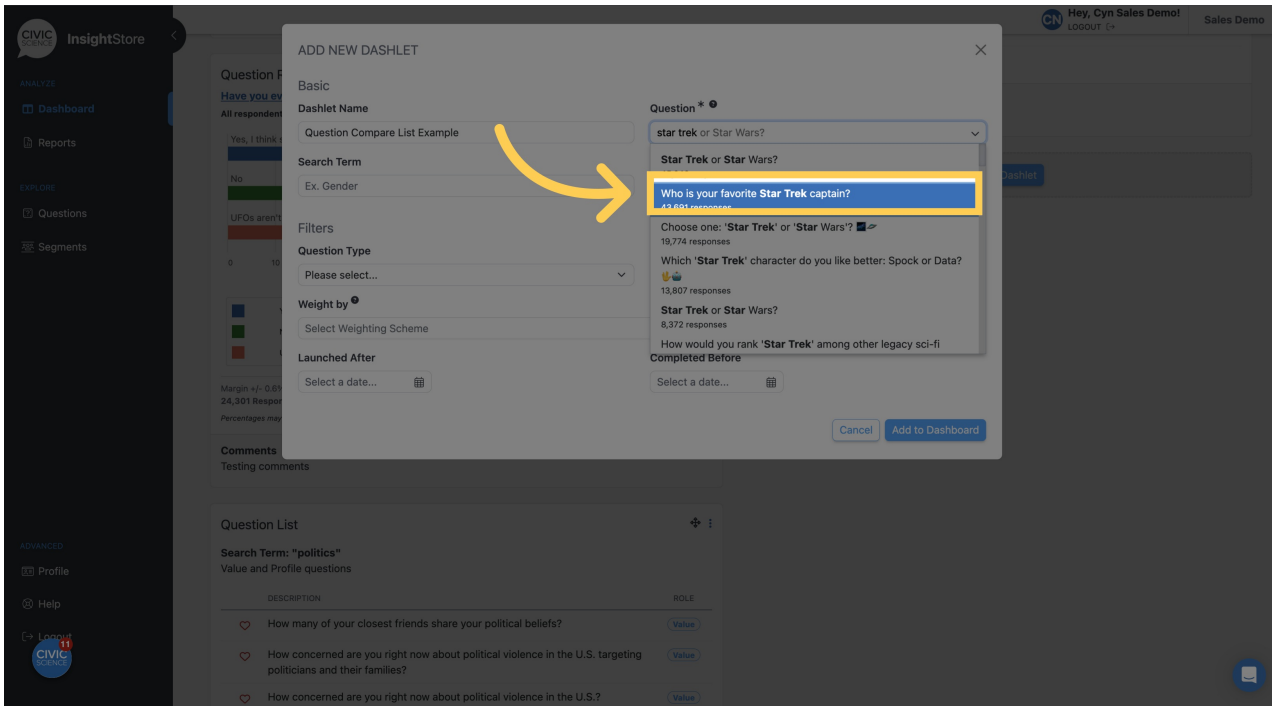 CIVIC
SCIENCE
InsightStore
Hey, Cyn Sales Demo!
CN
LOGOUT
Sales Demo
ANALYZE
Dashboard
Reports
EXPLORE
Questions
Segments
ADVANCED
Profile
Help
Logout
11
CIVIC
SCIENCE
Question
Have you ev
All respondent
Yes, I think
No
UFOs aren't
0 10
Margin +/- 0.6%
24,301 Respon
Percentages may
Comments
Testing comments
ADD NEW DASHLET
Basic
Dashlet Name
Question Compare List Example
Search Term
Ex. Gender
Filters
Question Type
Please select...
Weight by
Select Weighting Scheme
Launched After
Select a date...
Question *
star trek or Star Wars?
Star Trek or Star Wars?
Who is your favorite Star Trek captain?
43,691 responses
Choose one: 'Star Trek' or 'Star Wars'?
19,774 responses
Which 'Star Trek' character do you like better: Spock or Data?
13,807 responses
Star Trek or Star Wars?
8,372 responses
How would you rank 'Star Trek' among other legacy sci-fi
Completed Before
Select a date...
Cancel
Add to Dashboard
Dashlet
Question List
Search Term: "politics"
Value and Profile questions
DESCRIPTION ROLE
How many of your closest friends share your political beliefs? Value
How concerned are you right now about political violence in the U.S. targeting Value
politicians and their families?
How concerned are you right now about political violence in the U.S.? Value